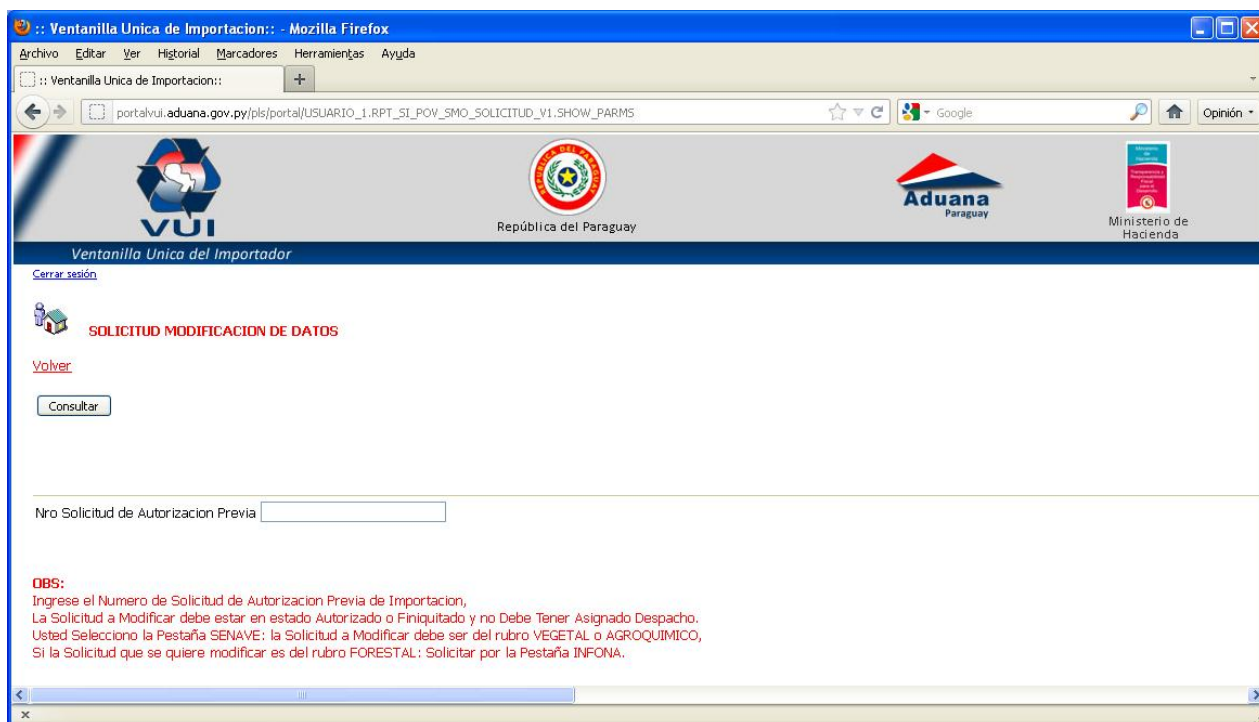 :: Ventanilla Unica de Importacion:: - Mozilla Firefox
Archivo Editar Ver Historial Marcadores Herramientas Ayuda
:: Ventanilla Unica de Importacion::
portalvui.aduana.gov.py/pls/portal/USUARIO_1.RPT_SI_POV_SMO_SOLICITUD_V1.SHOW_PARMS Google Opinión
REPUBLICA DEL PARAGUAY
VUI
República del Paraguay
Aduana
Paraguay
Ministerio de
Hacienda
Ventanilla Unica del Importador
Cerrar sesión
SOLICITUD MODIFICACION DE DATOS
Volver
Consultar
Nro Solicitud de Autorizacion Previa
OBS:
Ingrese el Numero de Solicitud de Autorizacion Previa de Importacion,
La Solicitud a Modificar debe estar en estado Autorizado o Finiquitado y no Debe Tener Asignado Despacho.
Usted Selecciono la Pestaña SENAVE: la Solicitud a Modificar debe ser del rubro VEGETAL o AGROQUIMICO,
Si la Solicitud que se quiere modificar es del rubro FORESTAL: Solicitar por la Pestaña INFONA.